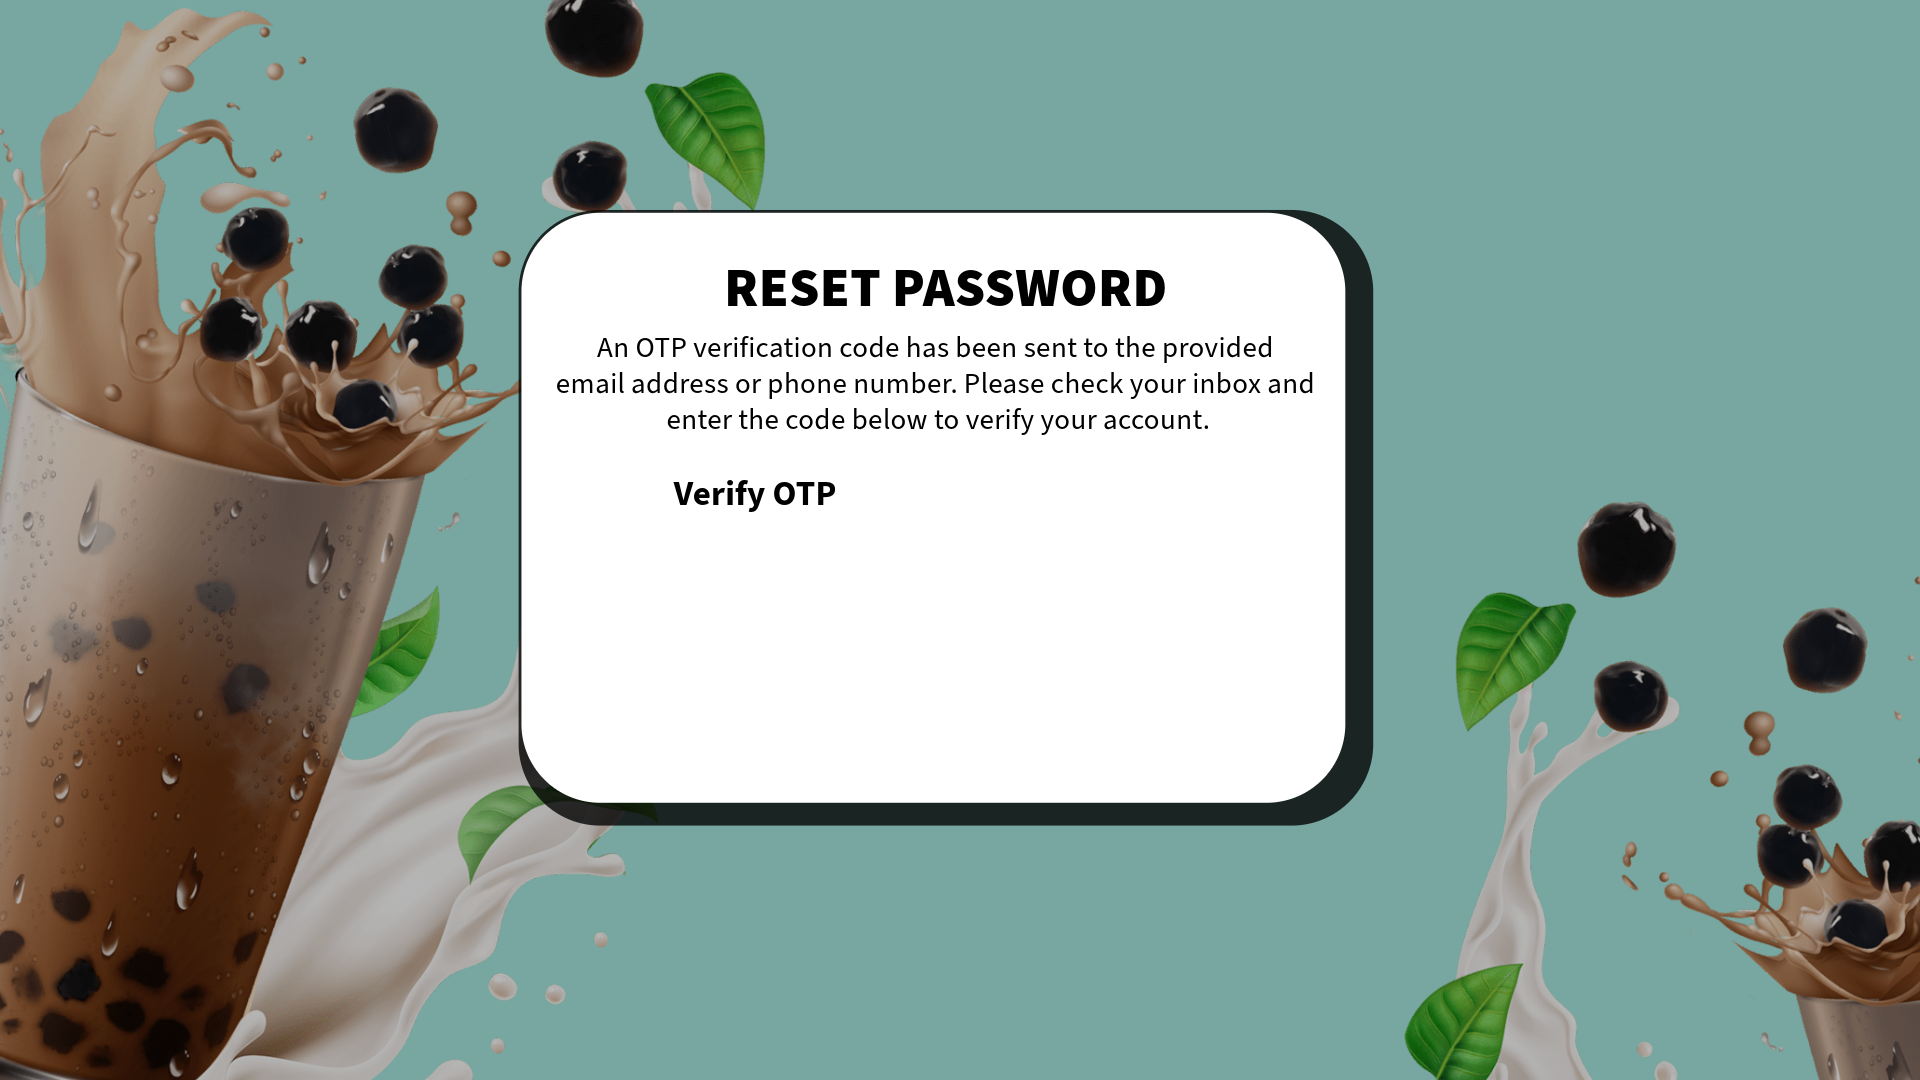 RESET PASSWORD
An OTP verification code has been sent to the provided
email address or phone number. Please check your inbox and
enter the code below to verify your account.
Verify OTP